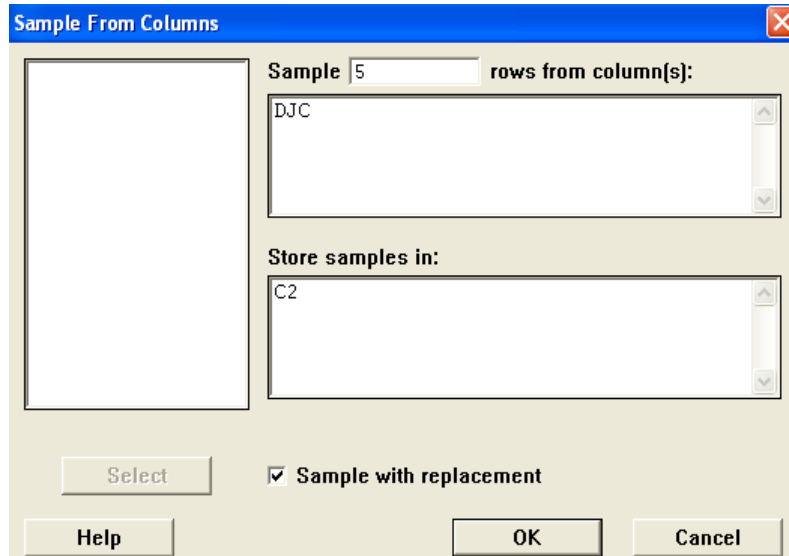 Sample From Columns
Sample 5 rows from column(s):
DJC
Store samples in:
C2
Select
Sample with replacement
Help
OK
Cancel